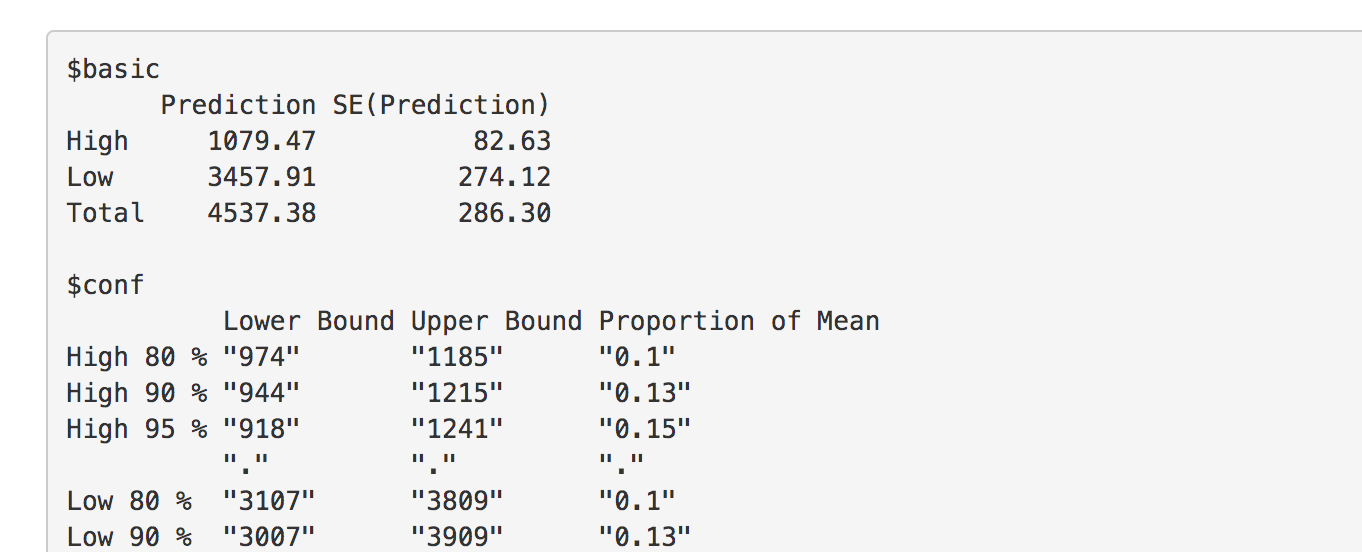 $basic
Prediction SE(Prediction)
High 1079.47 82.63
Low 3457.91 274.12
Total 4537.38 286.30
$conf
Lower Bound Upper Bound Proportion of Mean
High 80 % "974" "1185" "0.1"
High 90 % "944" "1215" "0.13"
High 95 % "918" "1241" "0.15"
"." "." "."
Low 80 % "3107" "3809" "0.1"
Low 90 % "3007" "3909" "0.13"